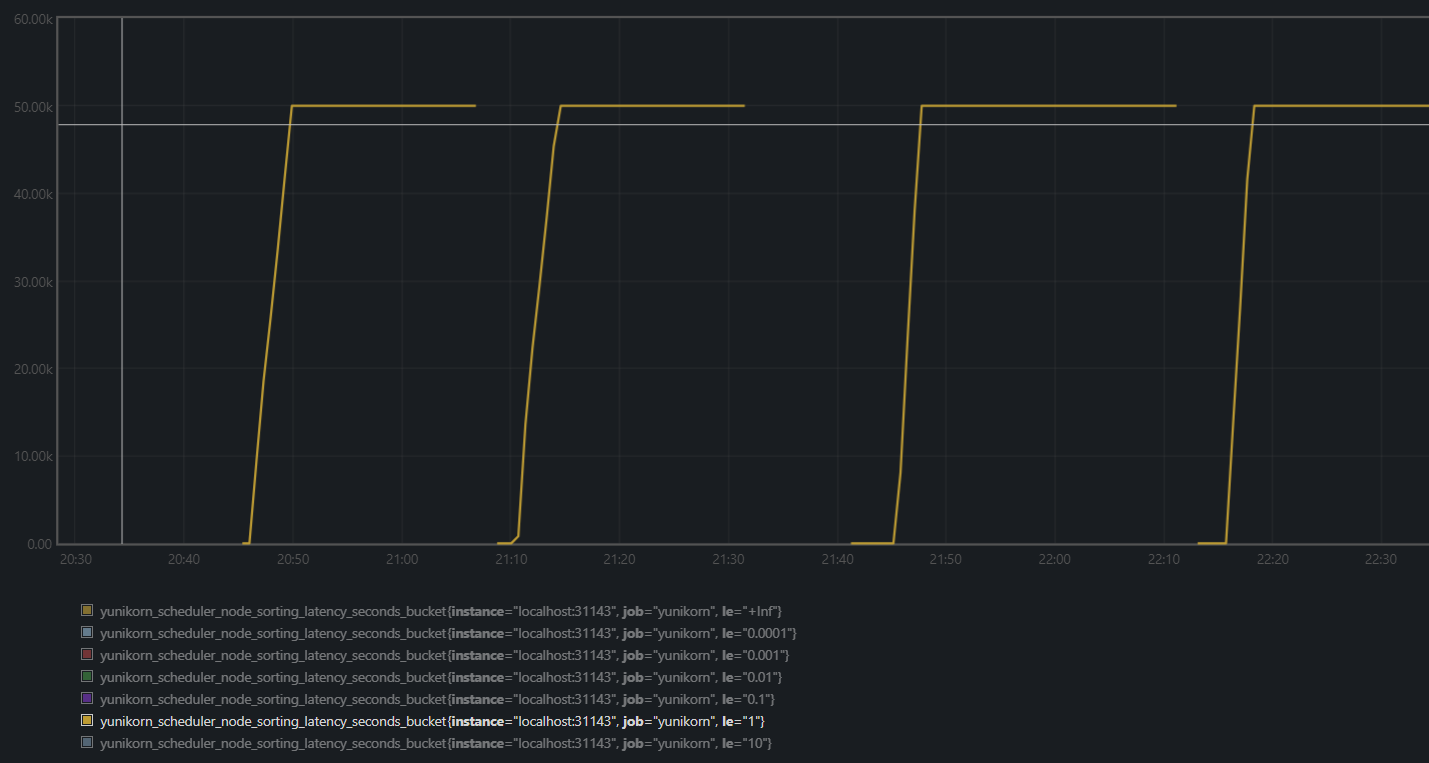 60.00k
50.00k
40.00k
30.00k
20.00k
10.00k
0.00
20:30 20:40 20:50 21:00 21:10 21:20 21:30 21:40 21:50 22:00 22:10 22:20 22:30
yunikorn_scheduler_node_sorting_latency_seconds_bucket{instance="localhost:31143", job="yunikorn", le="+Inf"}
yunikorn_scheduler_node_sorting_latency_seconds_bucket{instance="localhost:31143", job="yunikorn", le="0.0001"}
yunikorn_scheduler_node_sorting_latency_seconds_bucket{instance="localhost:31143", job="yunikorn", le="0.001"}
yunikorn_scheduler_node_sorting_latency_seconds_bucket{instance="localhost:31143", job="yunikorn", le="0.01"}
yunikorn_scheduler_node_sorting_latency_seconds_bucket{instance="localhost:31143", job="yunikorn", le="0.1"}
yunikorn_scheduler_node_sorting_latency_seconds_bucket{instance="localhost:31143", job="yunikorn", le="1"}
yunikorn_scheduler_node_sorting_latency_seconds_bucket{instance="localhost:31143", job="yunikorn", le="10"}